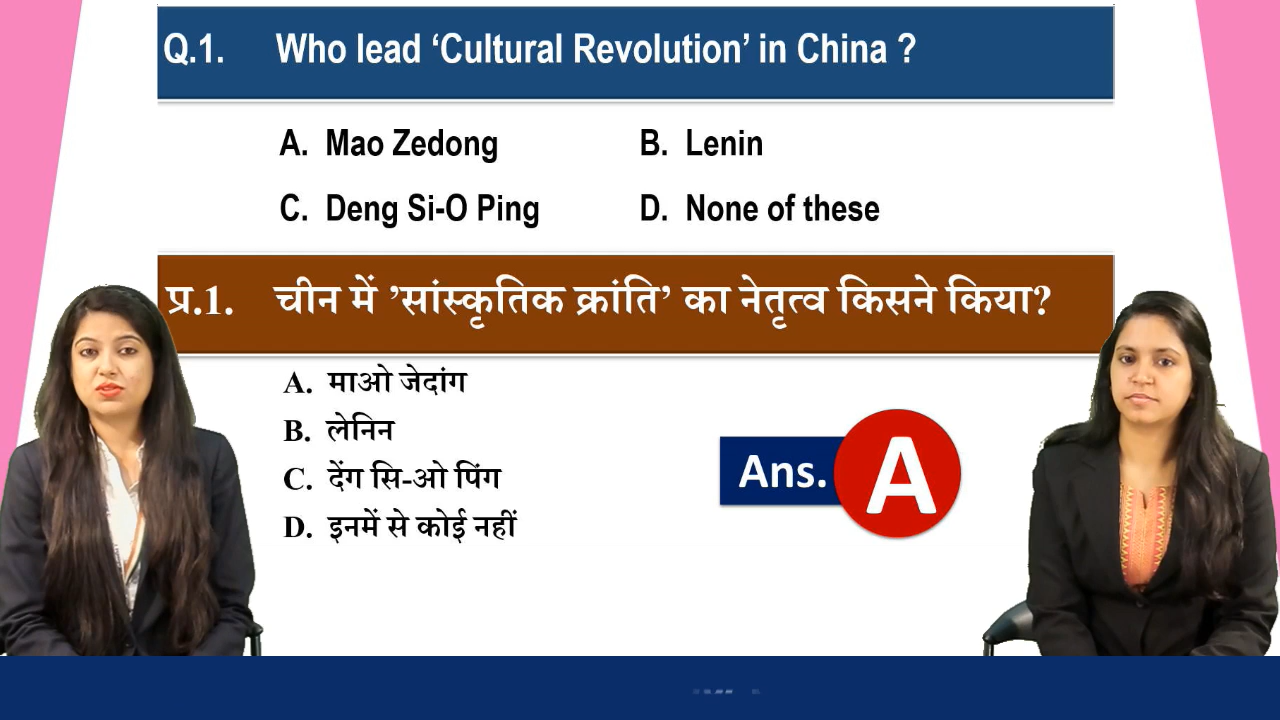 Q.1. Who lead ‘Cultural Revolution’ in China ?
A. Mao Zedong B. Lenin
C. Deng Si-O Ping D. None of these
प्र.1. चीन में ’सांस्कृतिक क्रांति’ का नेतृत्व किसने किया?
A. माओ जेदांग
B. लेनिन
C. देंग सि-ओ पिंग
D. इनमें से कोई नहीं
Ans. A